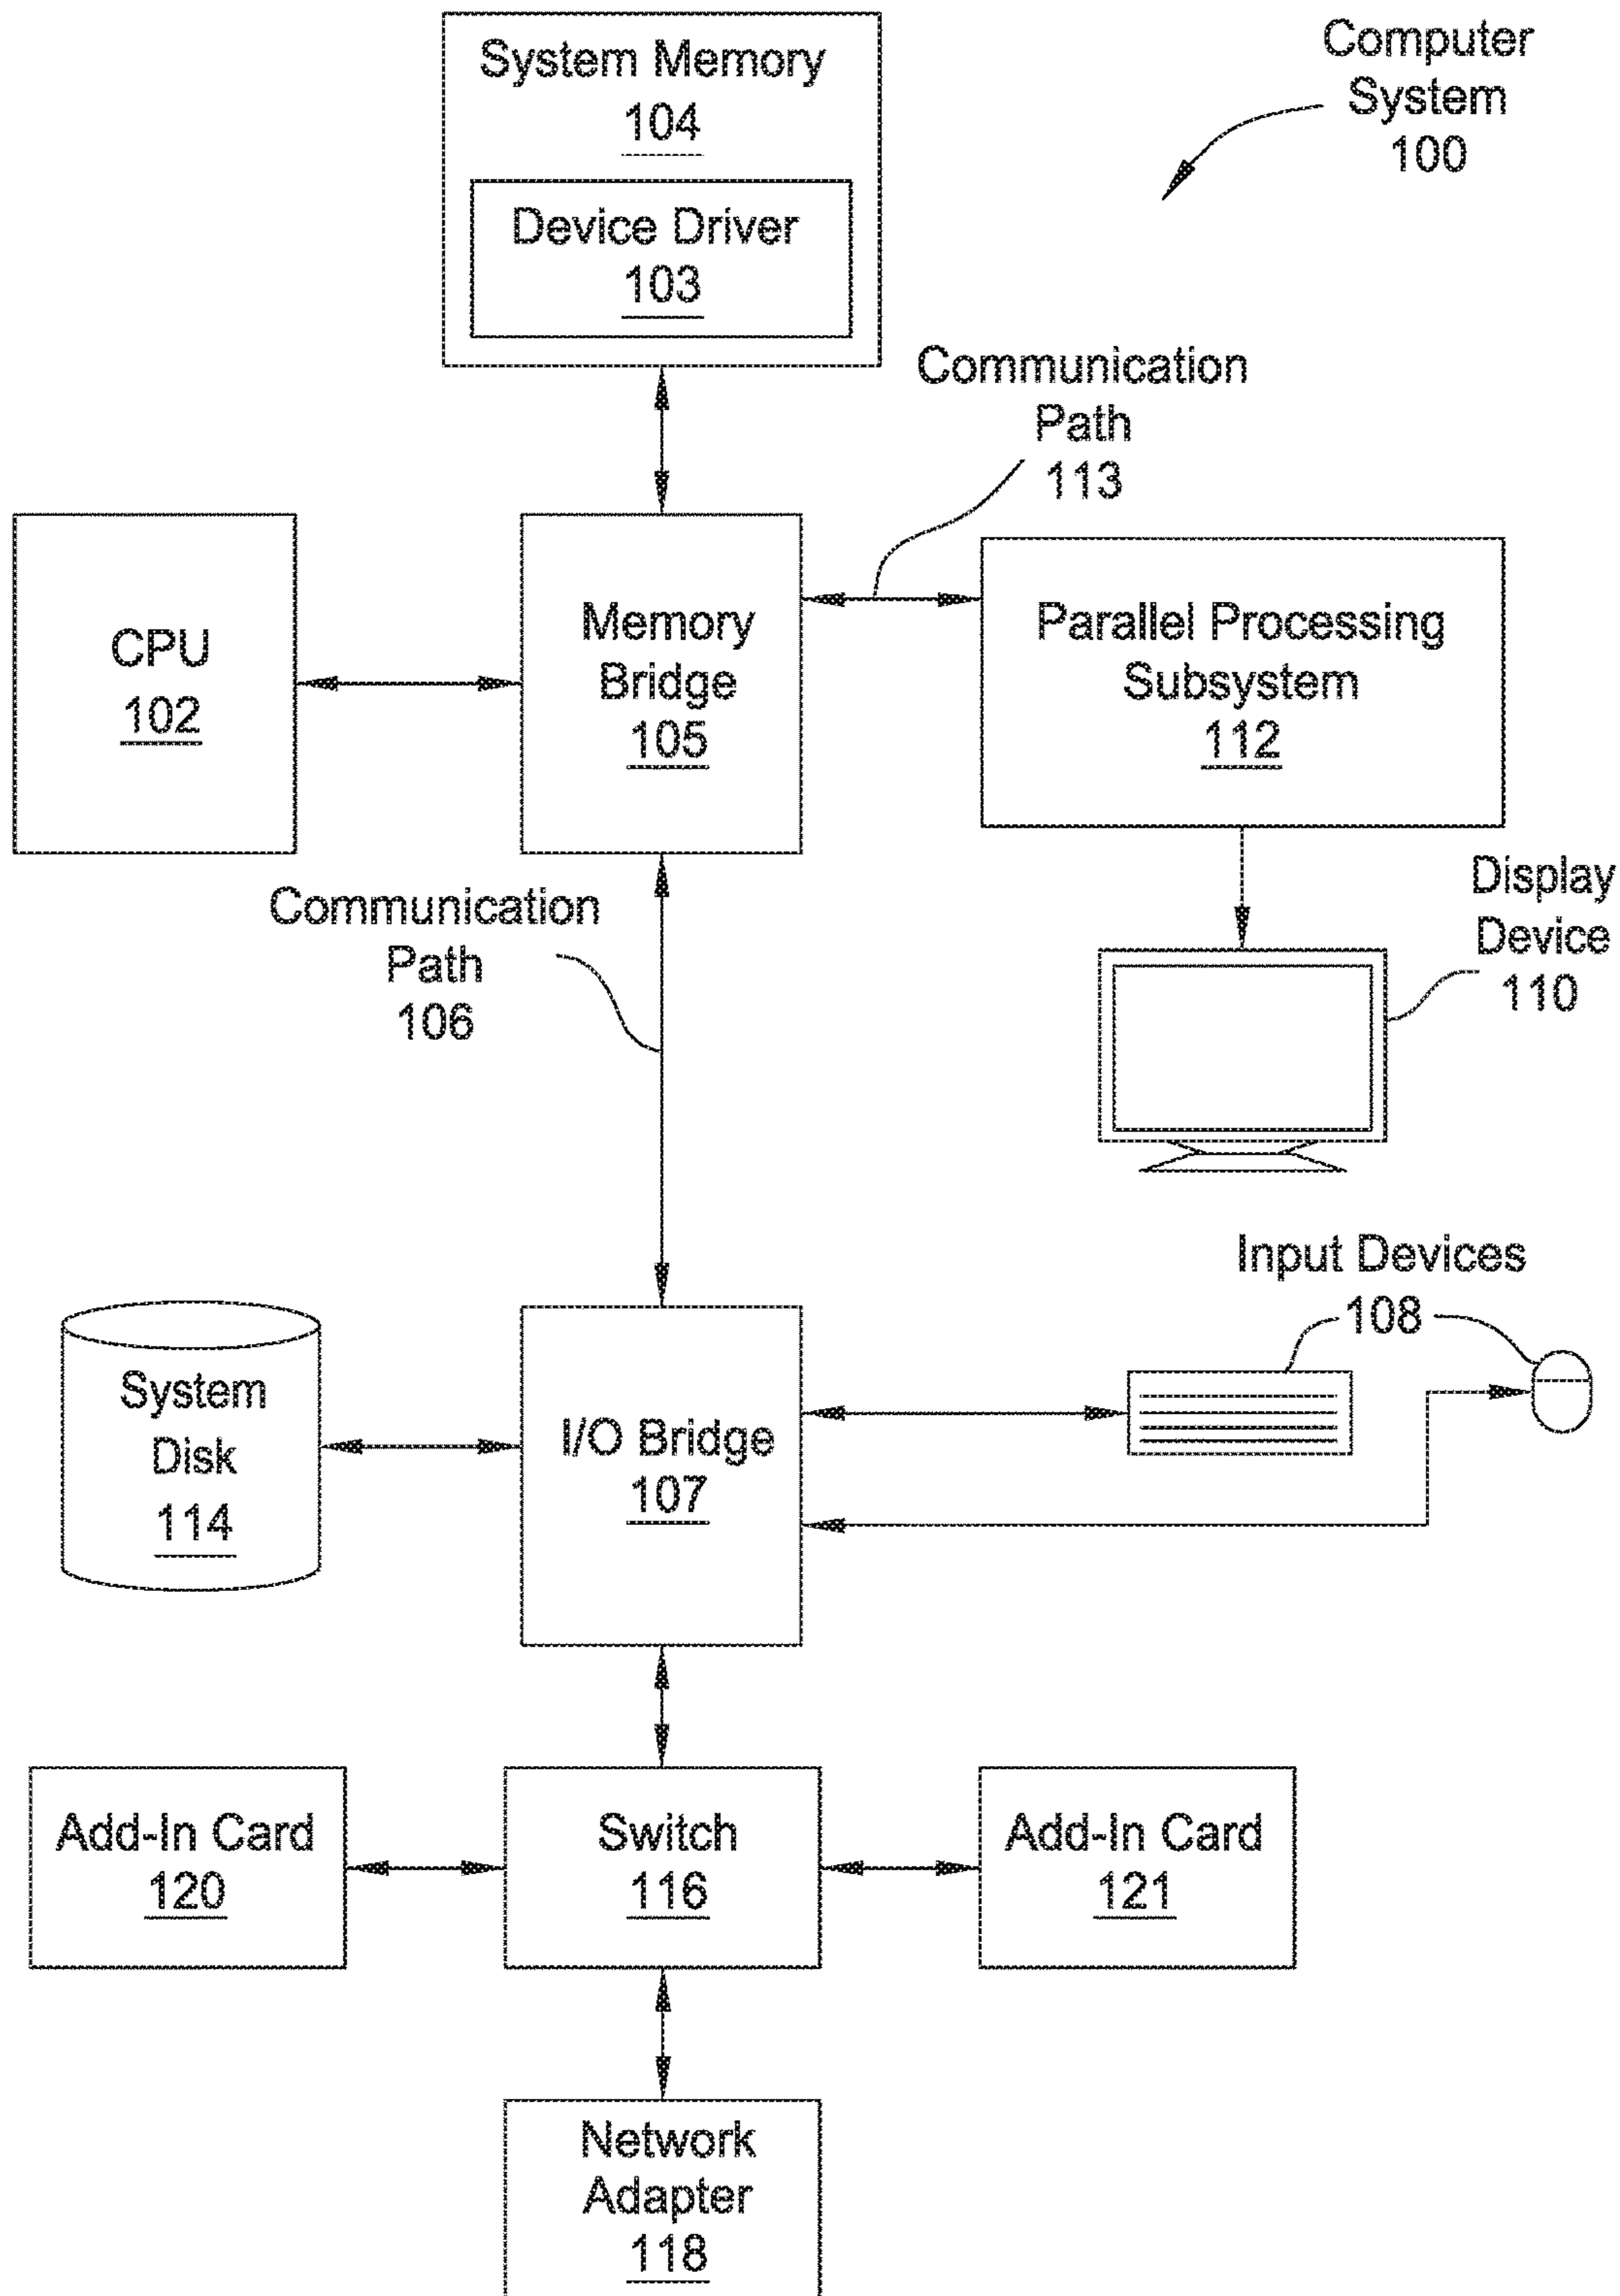 System Memory
104
Device Driver
103
Computer
System
100
Communication
Path
113
CPU
102
Memory
Bridge
105
Parallel Processing
Subsystem
112
Communication
Path
106
Display
Device
110
Input Devices
108
System
Disk
114
I/O Bridge
107
Add-In Card
120
Switch
116
Add-In Card
121
Network
Adapter
118